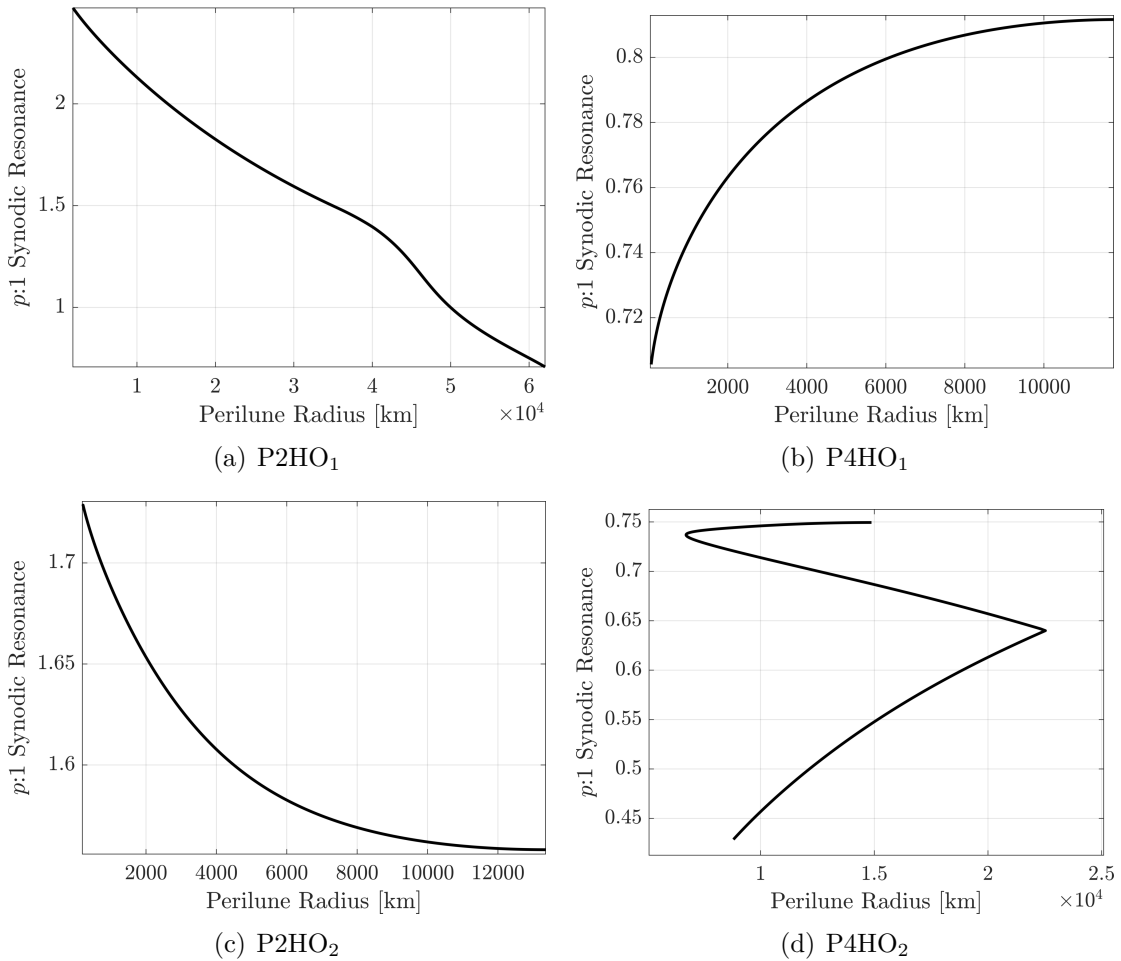 2
1.5
1
p:1 Synodic Resonance
1 2 3 4 5 6
×10⁴
Perilune Radius [km]
(a) P2HO₁
0.8
0.78
0.76
0.74
0.72
p:1 Synodic Resonance
2000 4000 6000 8000 10000
Perilune Radius [km]
(b) P4HO₁
1.7
1.65
1.6
p:1 Synodic Resonance
2000 4000 6000 8000 10000 12000
Perilune Radius [km]
(c) P2HO₂
0.75
0.7
0.65
0.6
0.55
0.5
0.45
p:1 Synodic Resonance
1 1.5 2 2.5
×10⁴
Perilune Radius [km]
(d) P4HO₂